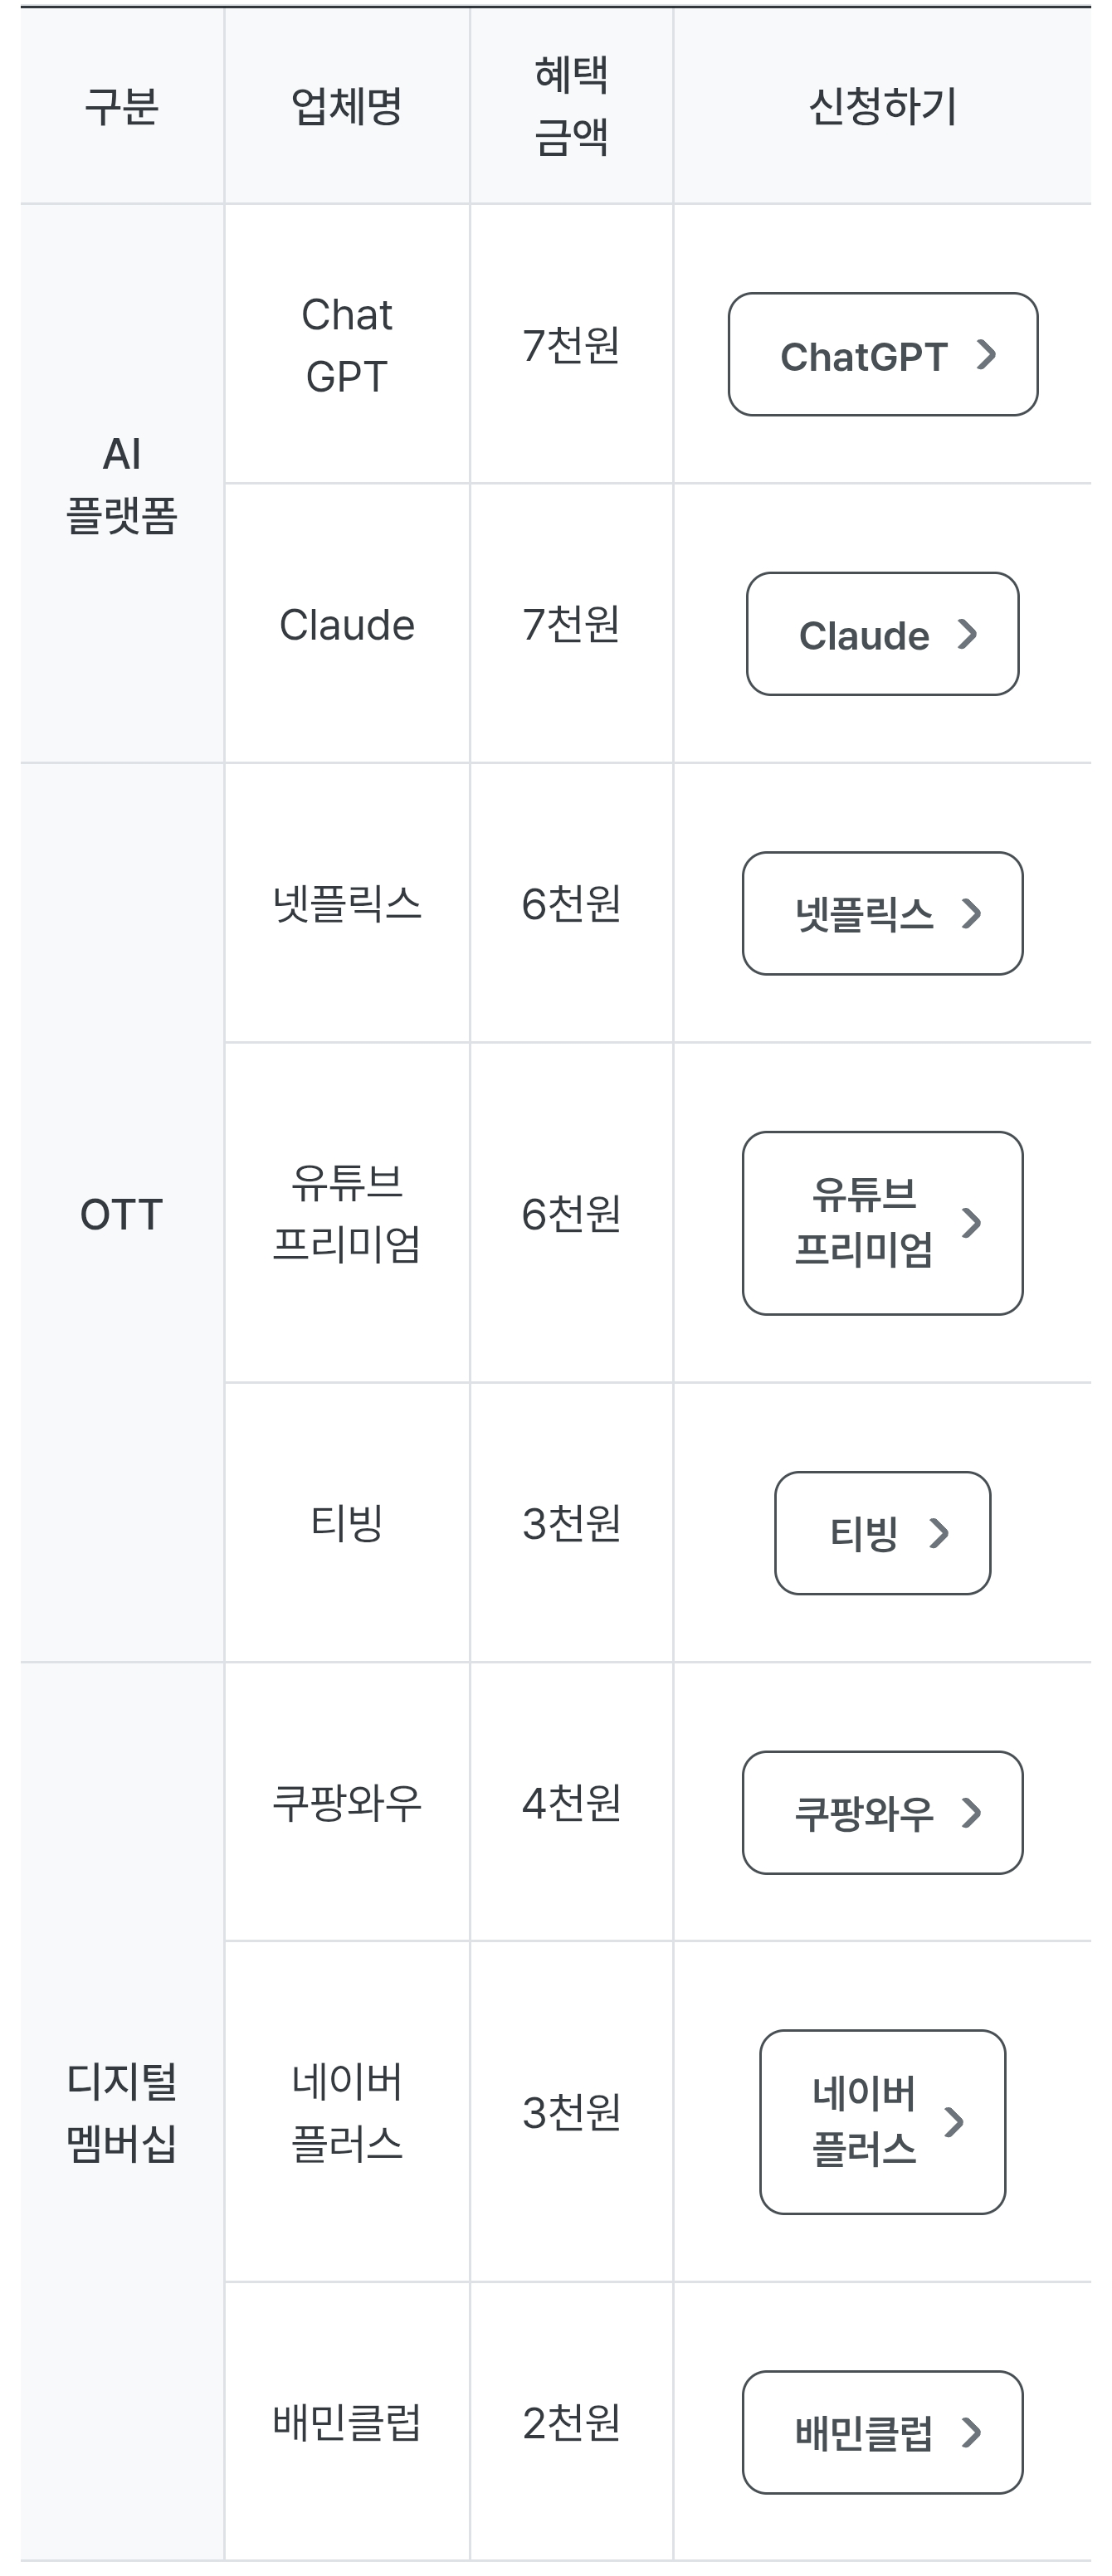 구분
업체명
혜택
금액
신청하기
AI
플랫폼
Chat
GPT
7천원
ChatGPT
Claude
7천원
Claude
OTT
넷플릭스
6천원
넷플릭스
유튜브
프리미엄
6천원
유튜브
프리미엄
티빙
3천원
티빙
디지털
멤버십
쿠팡와우
4천원
쿠팡와우
네이버
플러스
3천원
네이버
플러스
배민클럽
2천원
배민클럽